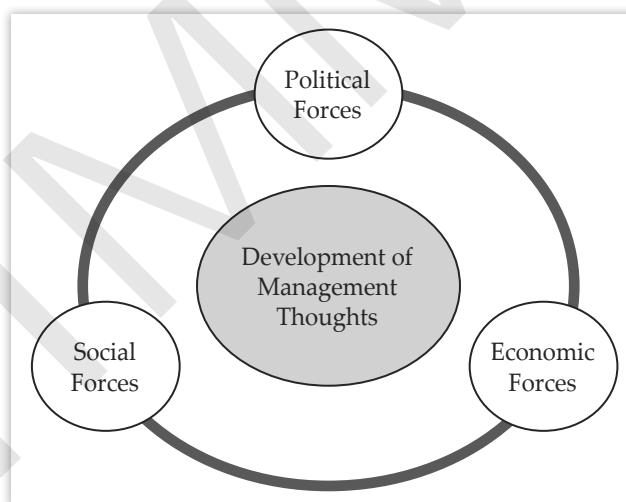 Political
Forces
Development of
Management
Thoughts
Social
Forces
Economic
Forces